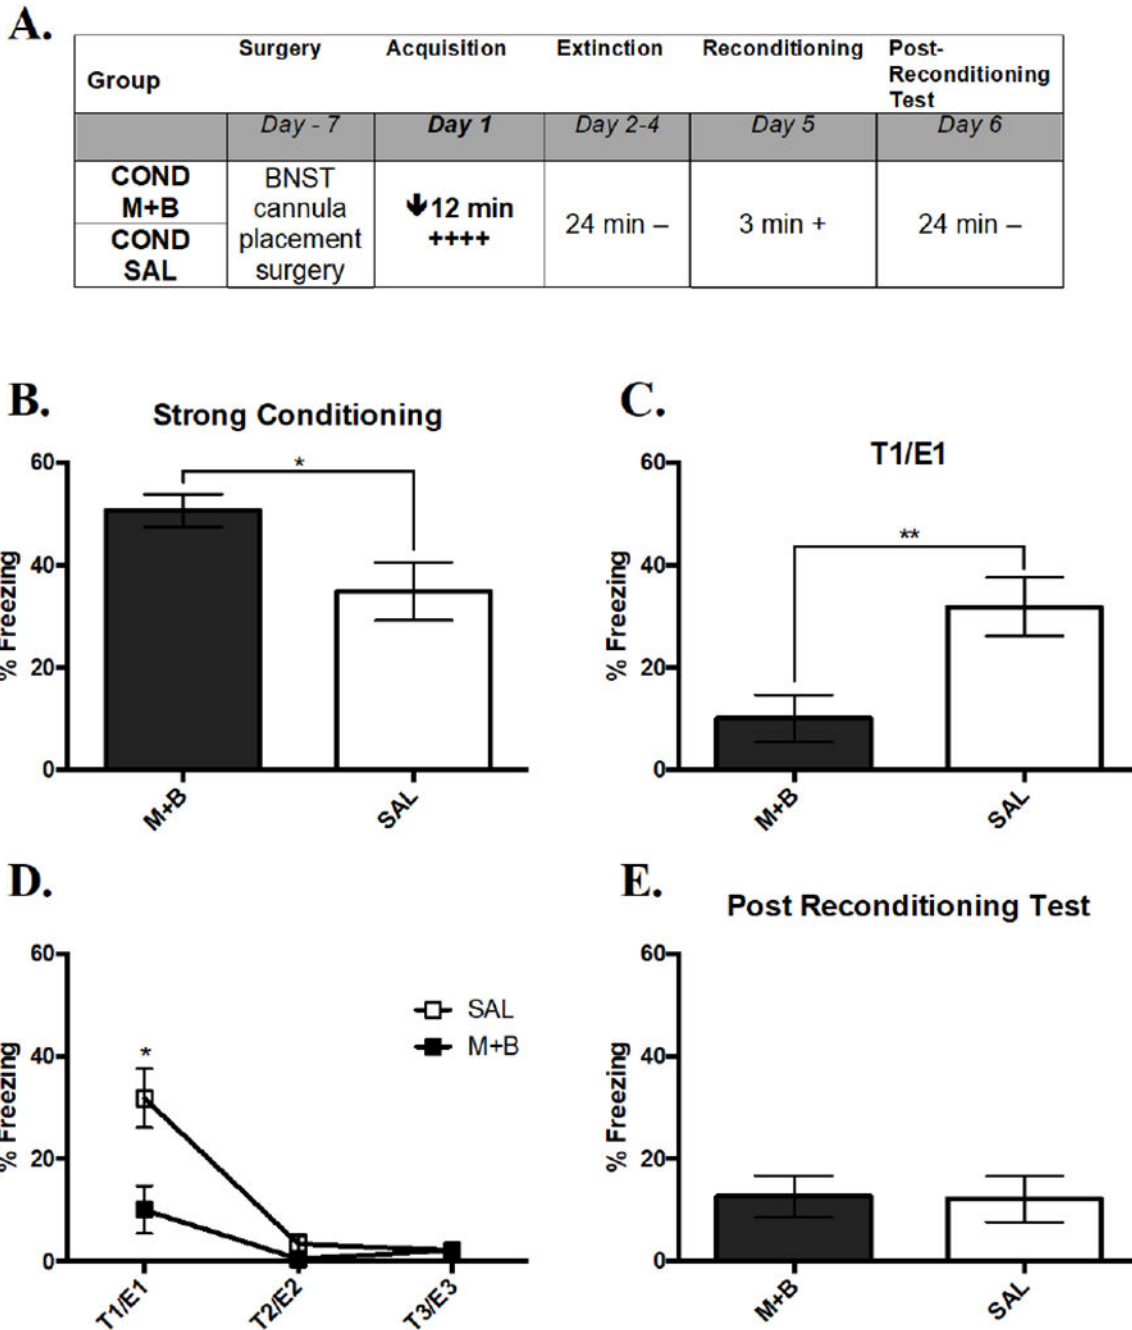 A.
Group
Surgery
Acquisition
Extinction
Reconditioning
Post-
Reconditioning
Test
Day - 7
Day 1
Day 2-4
Day 5
Day 6
COND
M+B
COND
SAL
BNST
cannula
placement
surgery
🡻12 min
++++
24 min –
3 min +
24 min –
B.
Strong Conditioning
60
40
20
0
% Freezing
*
M+B
SAL
C.
T1/E1
60
40
20
0
% Freezing
**
M+B
SAL
D.
60
40
20
0
% Freezing
*
SAL
M+B
T1/E1
T2/E2
T3/E3
E.
Post Reconditioning Test
60
40
20
0
% Freezing
M+B
SAL